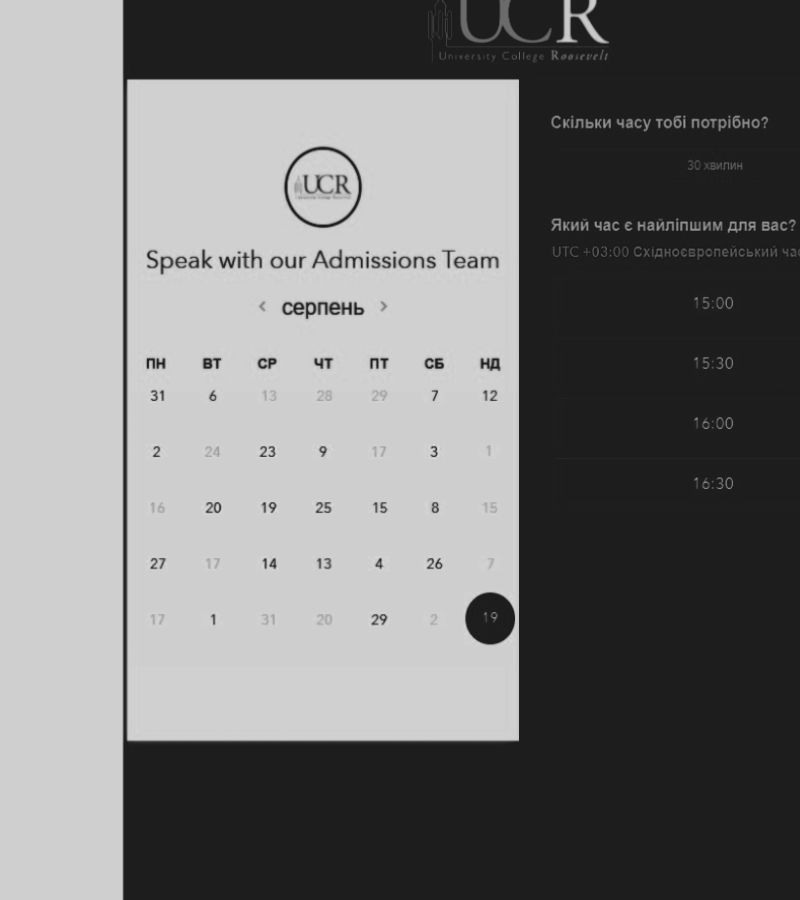 UCR
University College Roosevelt
UCR
Speak with our Admissions Team
< серпень >
ПН ВТ СР ЧТ ПТ СБ НД
31 6 13 28 29 7 12
2 24 23 9 17 3 1
16 20 19 25 15 8 15
27 17 14 13 4 26 7
17 1 31 20 29 2 19
Скільки часу тобі потрібно?
30 хвилин
Який час є найліпшим для вас?
UTC +03:00 Східноєвропейський час
15:00
15:30
16:00
16:30